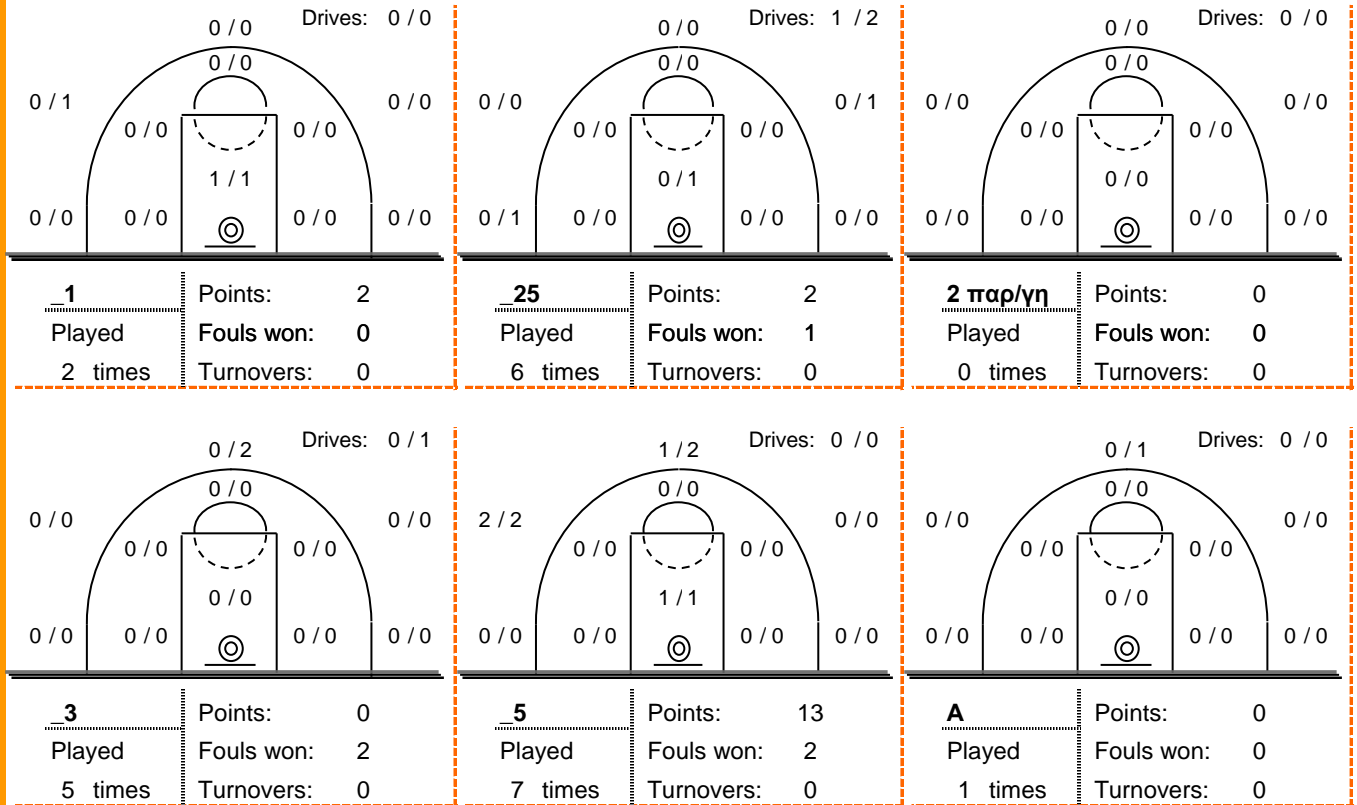 0 / 0 Drives: 0 / 0
0 / 0
0 / 1 0 / 0
0 / 0 0 / 0
1 / 1
0 / 0 0 / 0 0 / 0 0 / 0
_1 Points: 2
Played Fouls won: 0
2 times Turnovers: 0
0 / 0 Drives: 1 / 2
0 / 0
0 / 0 0 / 1
0 / 0 0 / 0
0 / 1
0 / 1 0 / 0 0 / 0 0 / 0
_25 Points: 2
Played Fouls won: 1
6 times Turnovers: 0
0 / 0 Drives: 0 / 0
0 / 0
0 / 0 0 / 0
0 / 0 0 / 0
0 / 0
0 / 0 0 / 0 0 / 0 0 / 0
2 παρ/γη Points: 0
Played Fouls won: 0
0 times Turnovers: 0
0 / 2 Drives: 0 / 1
0 / 0
0 / 0 0 / 0
0 / 0 0 / 0
0 / 0
0 / 0 0 / 0 0 / 0 0 / 0
_3 Points: 0
Played Fouls won: 2
5 times Turnovers: 0
1 / 2 Drives: 0 / 0
0 / 0
2 / 2 0 / 0
0 / 0 0 / 0
1 / 1
0 / 0 0 / 0 0 / 0 0 / 0
_5 Points: 13
Played Fouls won: 2
7 times Turnovers: 0
0 / 1 Drives: 0 / 0
0 / 0
0 / 0 0 / 0
0 / 0 0 / 0
0 / 0
0 / 0 0 / 0 0 / 0 0 / 0
A Points: 0
Played Fouls won: 0
1 times Turnovers: 0